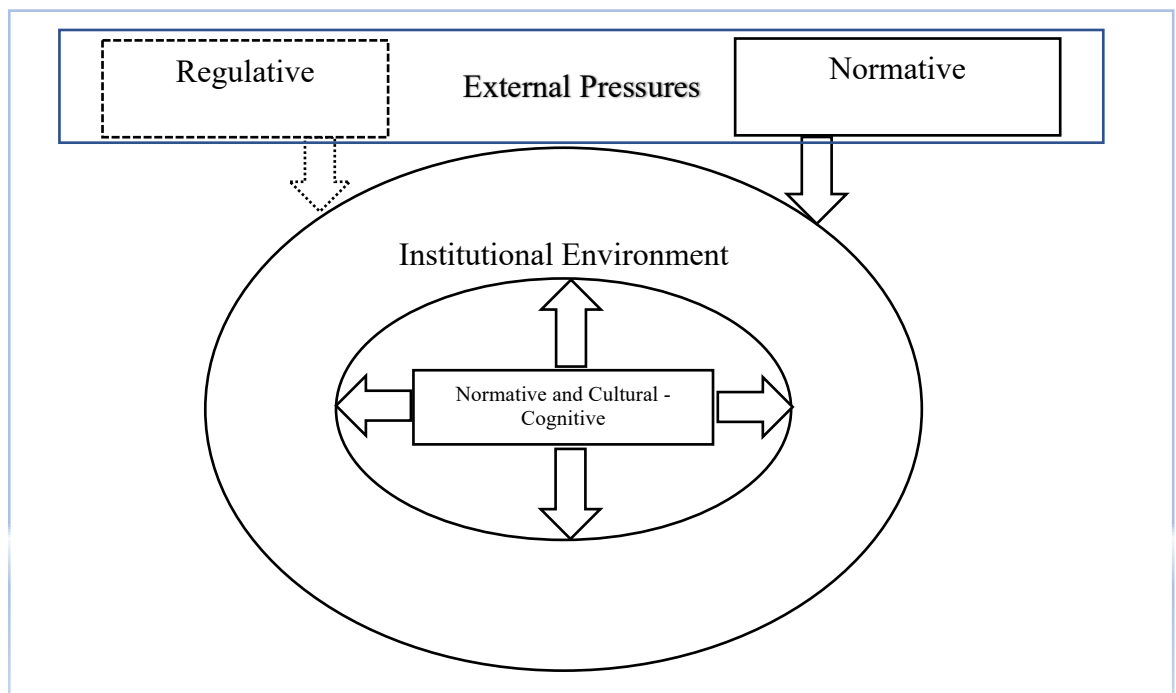 Regulative
External Pressures
Normative
Institutional Environment
Normative and Cultural -
Cognitive